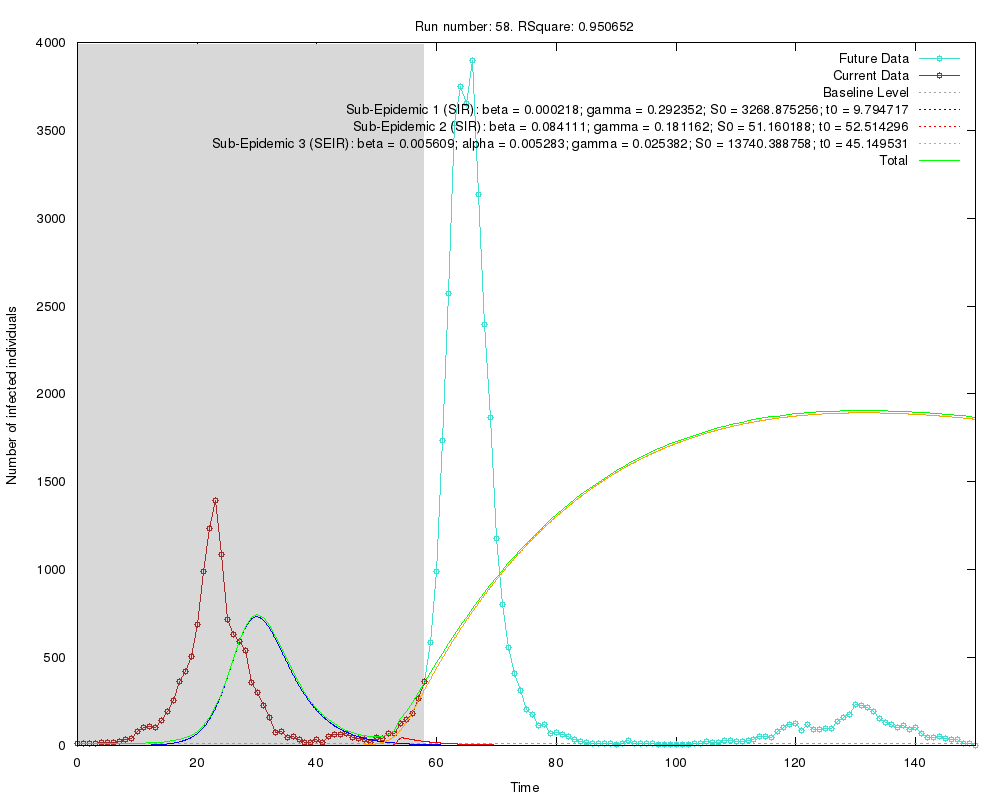 Run number: 58. RSquare: 0.950652
Future Data
Current Data
Baseline Level
Sub-Epidemic 1 (SIR): beta = 0.000218; gamma = 0.292352; S0 = 3268.875256; t0 = 9.794717
Sub-Epidemic 2 (SIR): beta = 0.084111; gamma = 0.181162; S0 = 51.160188; t0 = 52.514296
Sub-Epidemic 3 (SEIR): beta = 0.005609; alpha = 0.005283; gamma = 0.025382; S0 = 13740.388758; t0 = 45.149531
Total
4000
3500
3000
2500
2000
1500
1000
500
0
Number of infected individuals
0 20 40 60 80 100 120 140
Time